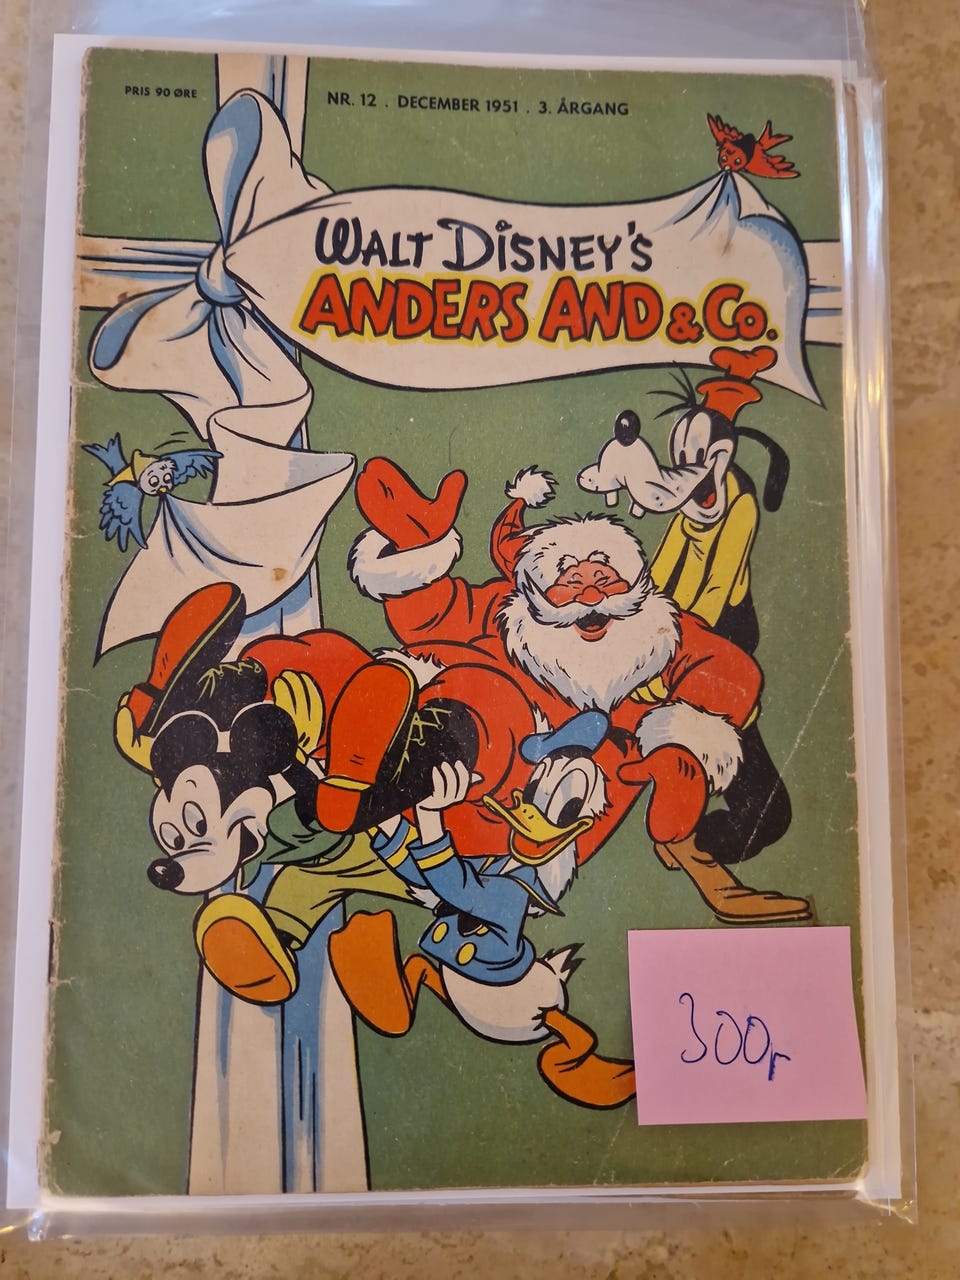 PRIS 90 ØRE
NR. 12 . DECEMBER 1951 . 3. ÅRGANG
WALT DISNEY'S
ANDERS AND & Co.
300,-